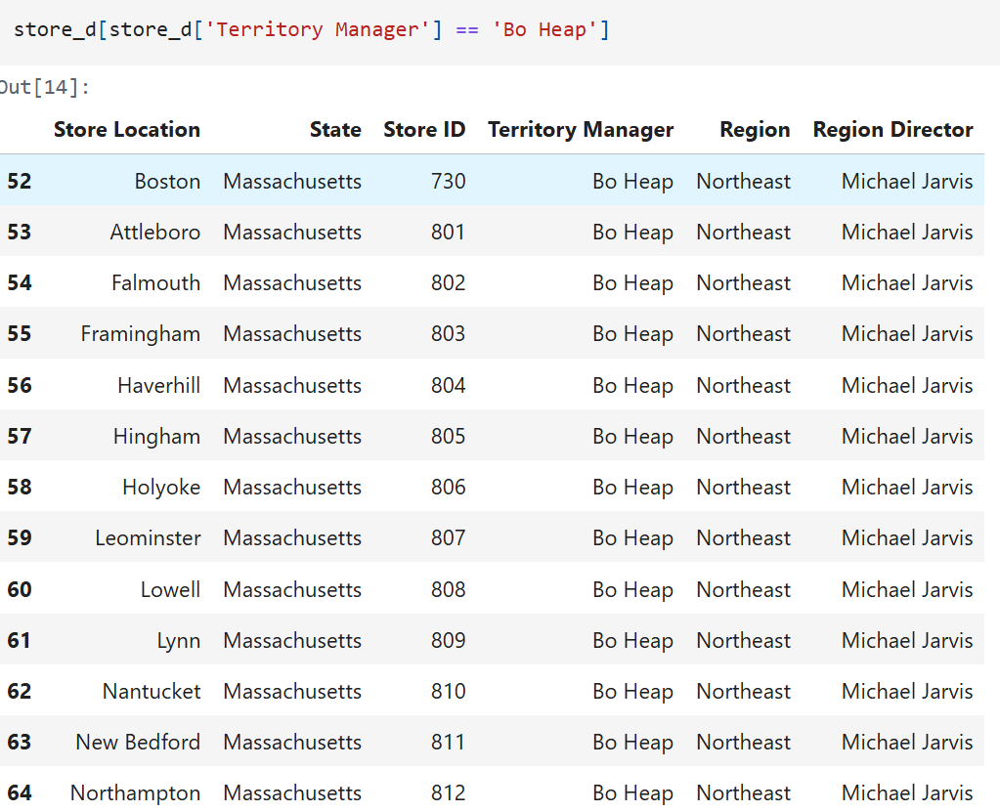 store_d[store_d['Territory Manager'] == 'Bo Heap']
Out[14]:
Store Location State Store ID Territory Manager Region Region Director
52 Boston Massachusetts 730 Bo Heap Northeast Michael Jarvis
53 Attleboro Massachusetts 801 Bo Heap Northeast Michael Jarvis
54 Falmouth Massachusetts 802 Bo Heap Northeast Michael Jarvis
55 Framingham Massachusetts 803 Bo Heap Northeast Michael Jarvis
56 Haverhill Massachusetts 804 Bo Heap Northeast Michael Jarvis
57 Hingham Massachusetts 805 Bo Heap Northeast Michael Jarvis
58 Holyoke Massachusetts 806 Bo Heap Northeast Michael Jarvis
59 Leominster Massachusetts 807 Bo Heap Northeast Michael Jarvis
60 Lowell Massachusetts 808 Bo Heap Northeast Michael Jarvis
61 Lynn Massachusetts 809 Bo Heap Northeast Michael Jarvis
62 Nantucket Massachusetts 810 Bo Heap Northeast Michael Jarvis
63 New Bedford Massachusetts 811 Bo Heap Northeast Michael Jarvis
64 Northampton Massachusetts 812 Bo Heap Northeast Michael Jarvis